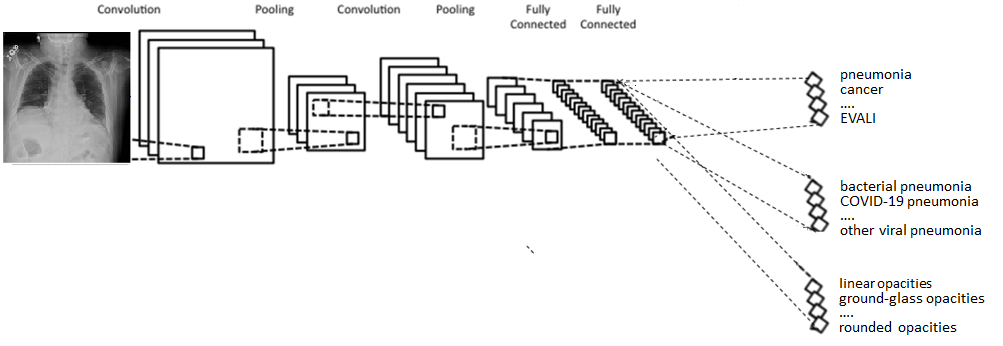 Convolution
Pooling
Convolution
Pooling
Fully
Connected
Fully
Connected
pneumonia
cancer
....
EVALI
bacterial pneumonia
COVID-19 pneumonia
....
other viral pneumonia
linear opacities
ground-glass opacities
....
rounded opacities